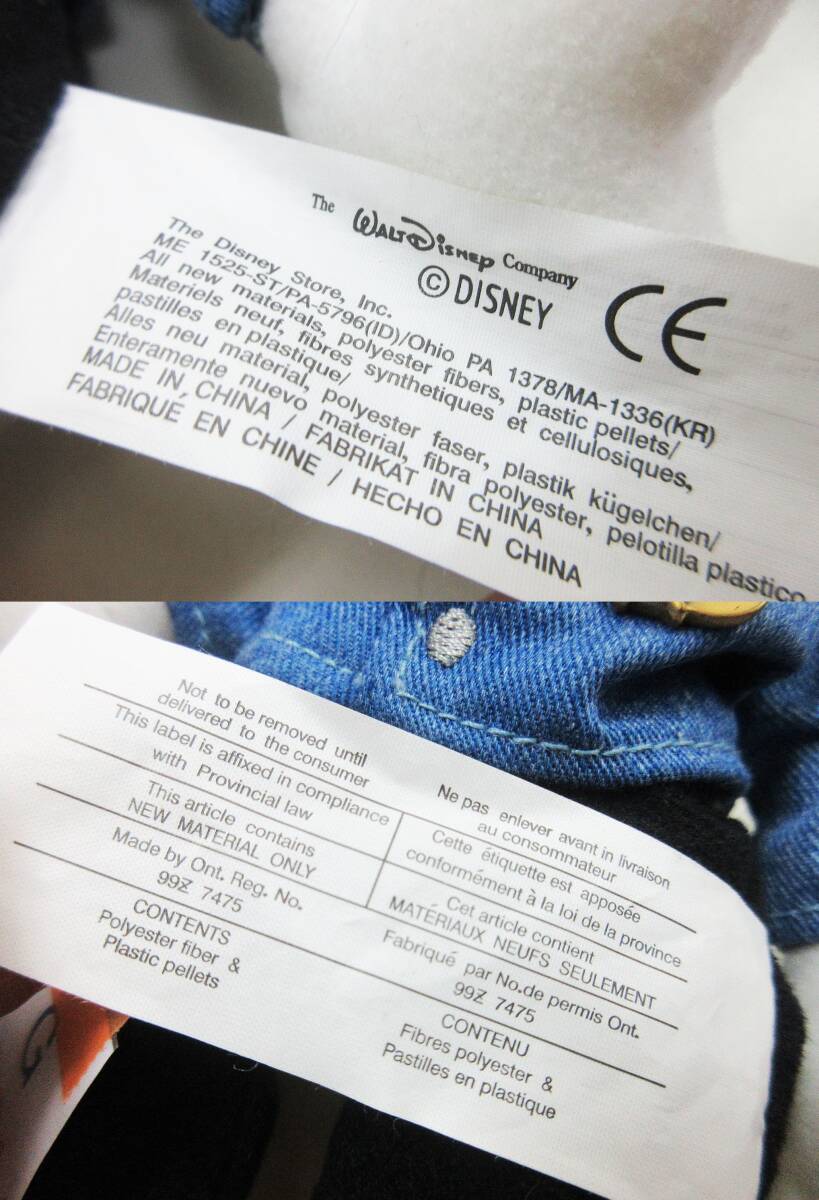 The WALT DISNEY Company
© DISNEY
CE
The Disney Store, Inc.
ME 1525-ST/PA-5796(ID)/Ohio PA 1378/MA-1336(KR)
All new materials, polyester fibers, plastic pellets/
Materiels neuf, fibres synthetiques et cellulosiques,
pastilles en plastique/
Alles neu material, polyester faser, plastik kügelchen/
Enteramente nuevo material, fibra polyester, pelotilla plastico
MADE IN CHINA / FABRIKAT IN CHINA
FABRIQUÉ EN CHINE / HECHO EN CHINA
Not to be removed until
delivered to the consumer
Ne pas enlever avant in livraison
au consommateur
This label is affixed in compliance
with Provincial law
Cette étiquette est apposée
conformément à la loi de la province
This article contains
NEW MATERIAL ONLY
Cet article contient
MATÉRIAUX NEUFS SEULEMENT
Made by Ont. Reg. No.
99Z 7475
Fabriqué par No.de permis Ont.
99Z 7475
CONTENTS
Polyester fiber &
Plastic pellets
CONTENU
Fibres polyester &
Pastilles en plastique